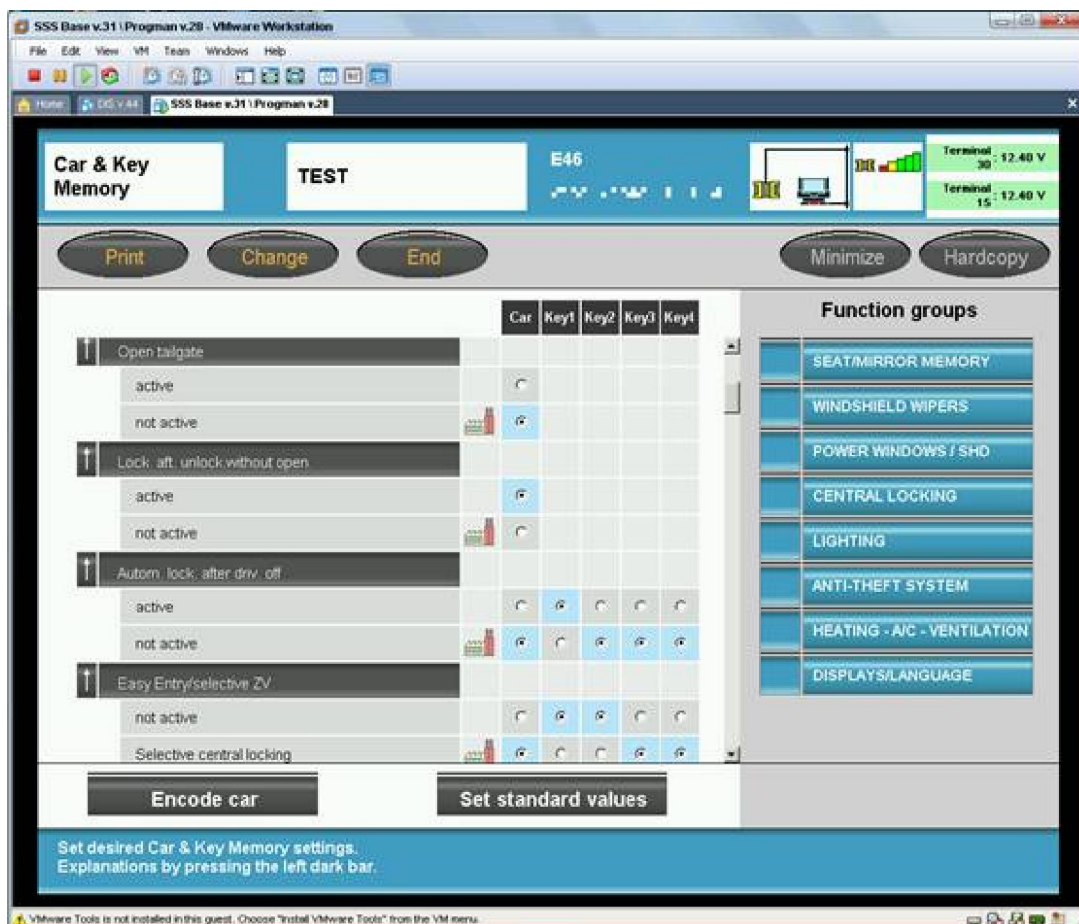 SSS Base v.31 \ Progman v.28 - VMware Workstation
File Edit View VM Team Windows Help
Home DIS v.44 SSS Base v.31 \ Progman v.28
Car & Key
Memory
TEST
E46
Terminal 30 : 12.40 V
Terminal 15 : 12.40 V
Print Change End Minimize Hardcopy
Car Key1 Key2 Key3 Key4
Open tailgate
active
not active
Lock. aft. unlock.without open
active
not active
Autom. lock. after driv. off
active
not active
Easy Entry/selective ZV
not active
Selective central locking
Function groups
SEAT/MIRROR MEMORY
WINDSHIELD WIPERS
POWER WINDOWS / SHD
CENTRAL LOCKING
LIGHTING
ANTI-THEFT SYSTEM
HEATING - A/C - VENTILATION
DISPLAYS/LANGUAGE
Encode car Set standard values
Set desired Car & Key Memory settings.
Explanations by pressing the left dark bar.
VMware Tools is not installed in this guest. Choose "Install VMware Tools" from the VM menu.